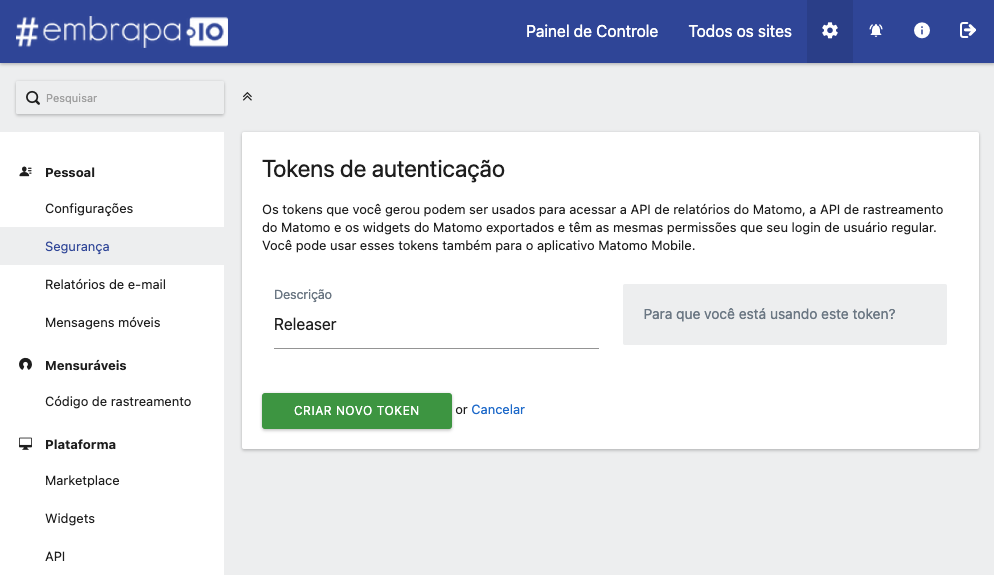 #embrapa.io
Painel de Controle
Todos os sites
Pesquisar
Pessoal
Configurações
Segurança
Relatórios de e-mail
Mensagens móveis
Mensuráveis
Código de rastreamento
Plataforma
Marketplace
Widgets
API
Tokens de autenticação
Os tokens que você gerou podem ser usados para acessar a API de relatórios do Matomo, a API de rastreamento
do Matomo e os widgets do Matomo exportados e têm as mesmas permissões que seu login de usuário regular.
Você pode usar esses tokens também para o aplicativo Matomo Mobile.
Descrição
Releaser
Para que você está usando este token?
CRIAR NOVO TOKEN or Cancelar